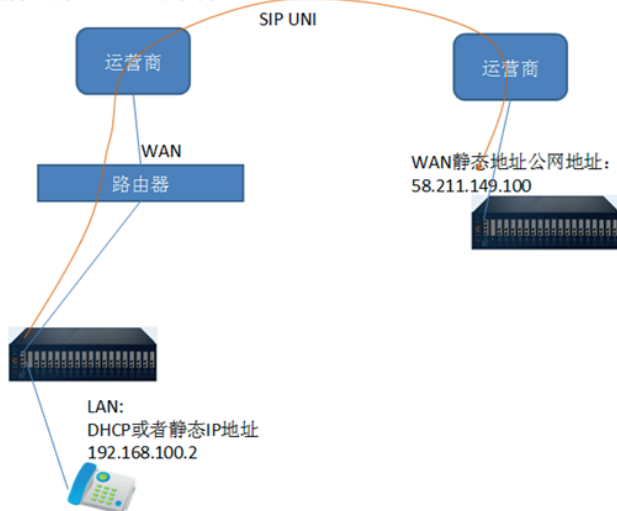 SIP UNI
运营商
运营商
WAN
路由器
WAN静态地址公网地址：
58.211.149.100
LAN:
DHCP或者静态IP地址
192.168.100.2